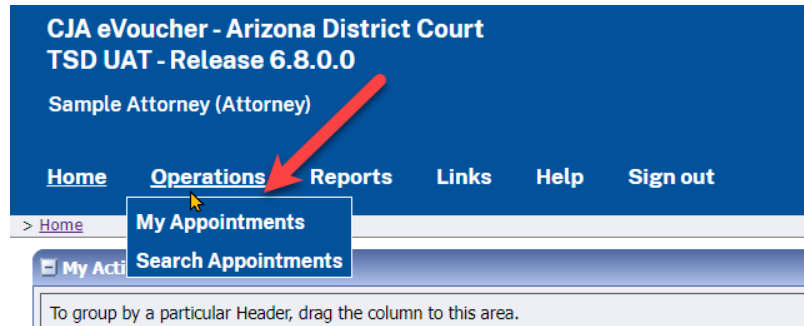 CJA eVoucher - Arizona District Court
TSD UAT - Release 6.8.0.0
Sample Attorney (Attorney)
Home Operations Reports Links Help Sign out
> Home
My Appointments
Search Appointments
My Acti
To group by a particular Header, drag the column to this area.